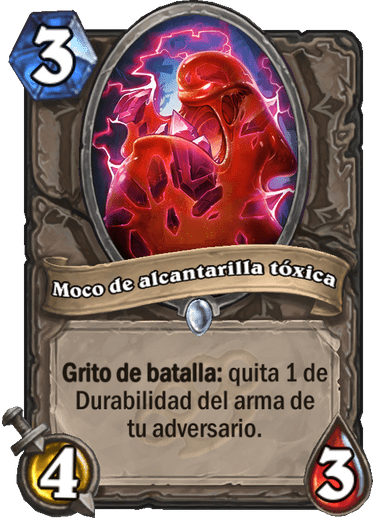 3
Moco de alcantarilla tóxica
Grito de batalla: quita 1 de
Durabilidad del arma de
tu adversario.
4
3